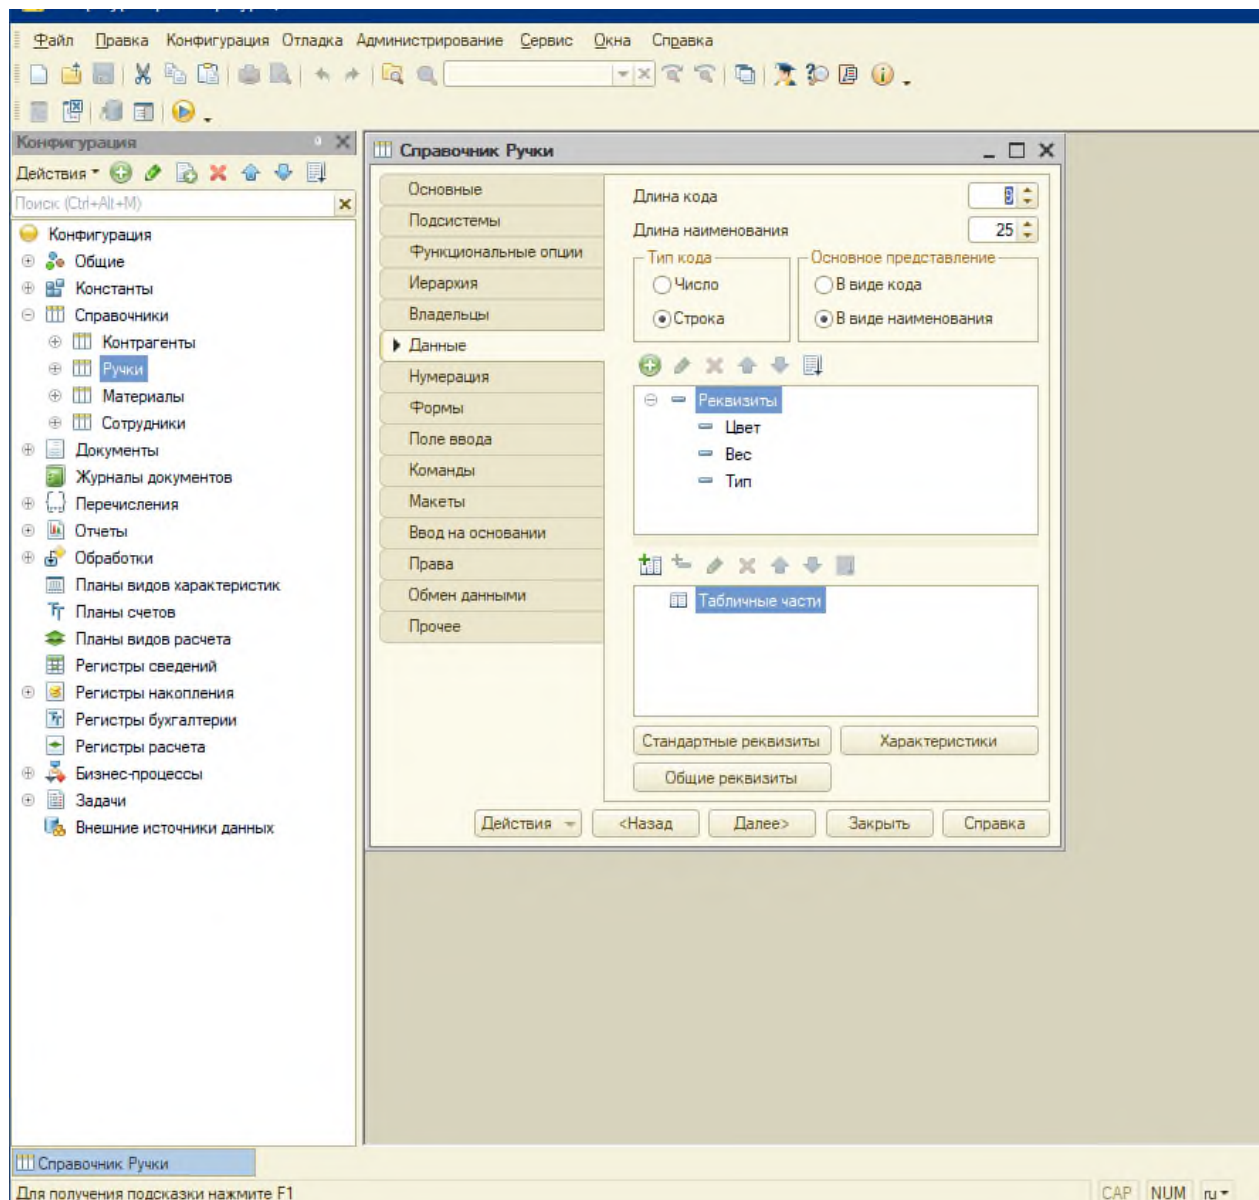 Файл Правка Конфигурация Отладка Администрирование Сервис Окна Справка
Конфигурация
Действия
Поиск (Ctrl+Alt+M)
Конфигурация
Общие
Константы
Справочники
Контрагенты
Ручки
Материалы
Сотрудники
Документы
Журналы документов
Перечисления
Отчеты
Обработки
Планы видов характеристик
Планы счетов
Планы видов расчета
Регистры сведений
Регистры накопления
Регистры бухгалтерии
Регистры расчета
Бизнес-процессы
Задачи
Внешние источники данных
Справочник Ручки
Основные
Подсистемы
Функциональные опции
Иерархия
Владельцы
Данные
Нумерация
Формы
Поле ввода
Команды
Макеты
Ввод на основании
Права
Обмен данными
Прочее
Длина кода
Длина наименования 25
Тип кода
Число
Строка
Основное представление
В виде кода
В виде наименования
Реквизиты
Цвет
Вес
Тип
Табличные части
Стандартные реквизиты Характеристики
Общие реквизиты
Действия <Назад Далее> Закрыть Справка
Справочник Ручки
Для получения подсказки нажмите F1 CAP NUM ru